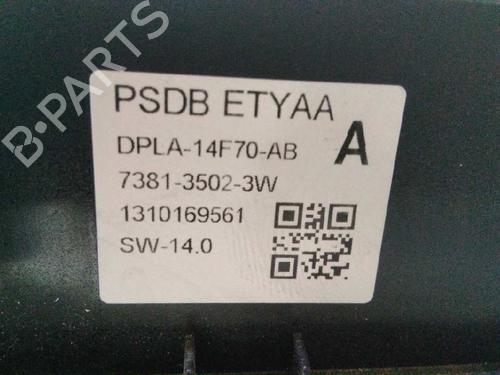 B-PARTS
PSDB ETYAA
DPLA-14F70-AB A
7381-3502-3W
1310169561
SW-14.0